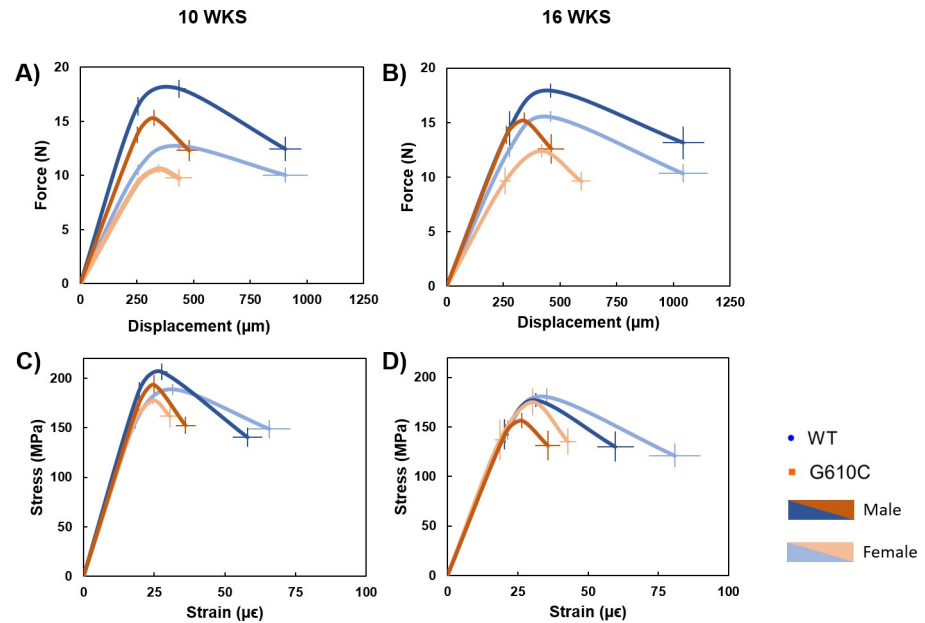 10 WKS
16 WKS
A)
B)
20
15
10
5
0
Force (N)
0 250 500 750 1000 1250
Displacement (μm)
20
15
10
5
0
Force (N)
0 250 500 750 1000 1250
Displacement (μm)
C)
D)
200
150
100
50
0
Stress (MPa)
0 25 50 75 100
Strain (μϵ)
200
150
100
50
0
Stress (MPa)
0 25 50 75 100
Strain (μϵ)
WT
G610C
Male
Female